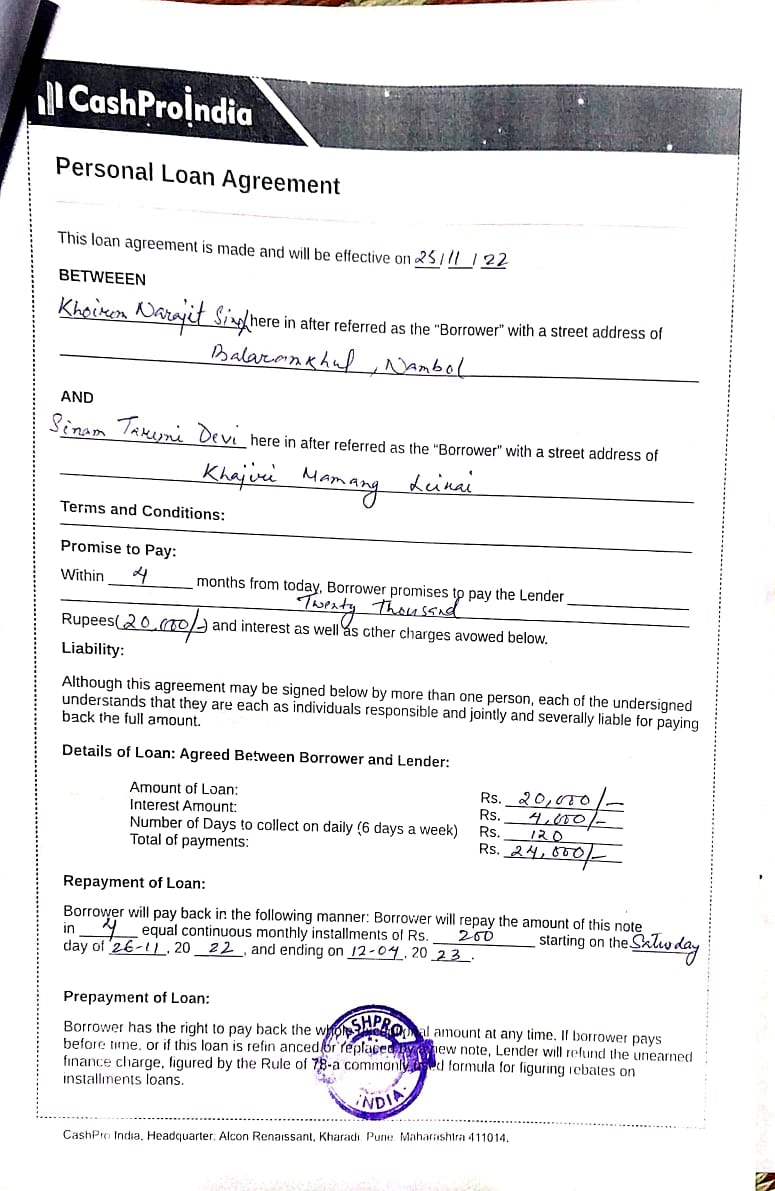 CashProIndia
Personal Loan Agreement
This loan agreement is made and will be effective on 25/11/22
BETWEEEN
Khoirom Narajit Singh here in after referred as the “Borrower” with a street address of
Balaramkhul, Nambol
AND
Sinam Taruni Devi here in after referred as the “Borrower” with a street address of
Khajiri Mamang Leikai
Terms and Conditions:
Promise to Pay:
Within 4 months from today, Borrower promises to pay the Lender
Twenty Thousand
Rupees(20,000/-) and interest as well as other charges avowed below.
Liability:
Although this agreement may be signed below by more than one person, each of the undersigned
understands that they are each as individuals responsible and jointly and severally liable for paying
back the full amount.
Details of Loan: Agreed Between Borrower and Lender:
Amount of Loan: Rs. 20,000/-
Interest Amount: Rs. 4,000/-
Number of Days to collect on daily (6 days a week) Rs. 120
Total of payments: Rs. 24,000/-
Repayment of Loan:
Borrower will pay back in the following manner: Borrower will repay the amount of this note
in 4 equal continuous monthly installments of Rs. 200 starting on the Saturday
day of 26-11, 20 22, and ending on 12-04, 20 23.
Prepayment of Loan:
Borrower has the right to pay back the whole amount at any time. If borrower pays
before time, or if this loan is refin anced or replaced by a new note, Lender will refund the unearned
finance charge, figured by the Rule of 78-a commonly used formula for figuring rebates on
installments loans.
CASHPRO
INDIA
CashPro India, Headquarter: Alcon Renaissant, Kharadi, Pune, Maharashtra 411014.